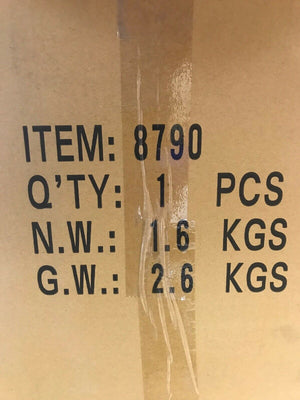 ITEM: 8790
Q'TY: 1 PCS
N.W.: 1.6 KGS
G.W.: 2.6 KGS